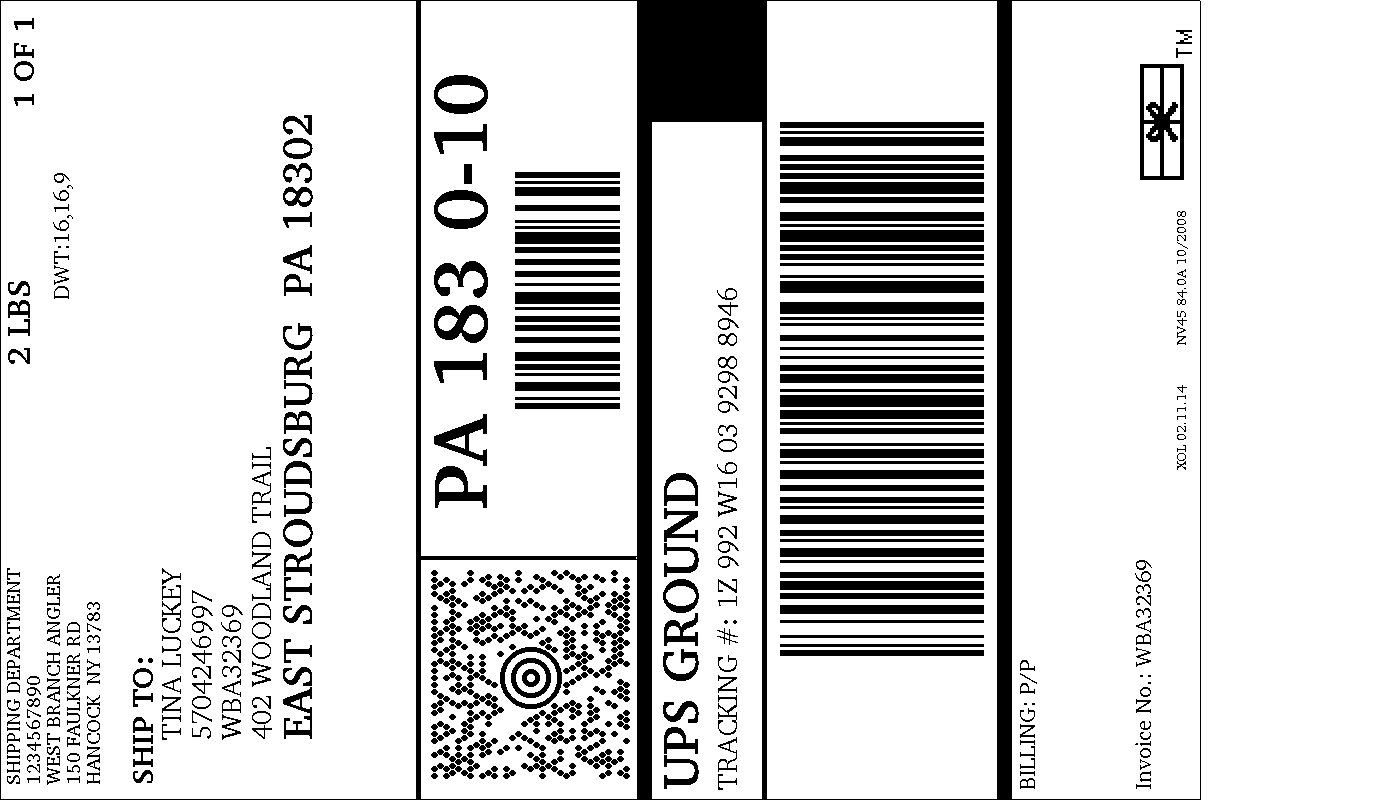 SHIPPING DEPARTMENT
1234567890
WEST BRANCH ANGLER
150 FAULKNER RD
HANCOCK NY 13783
2 LBS
1 OF 1
DWT:16,16,9
SHIP TO:
TINA LUCKEY
5704246997
WBA32369
402 WOODLAND TRAIL
EAST STROUDSBURG PA 18302
PA 183 0-10
UPS GROUND
TRACKING #: 1Z 992 W16 03 9298 8946
BILLING: P/P
Invoice No.: WBA32369
XOL 02.11.14 NV45 84.0A 10/2008
TM